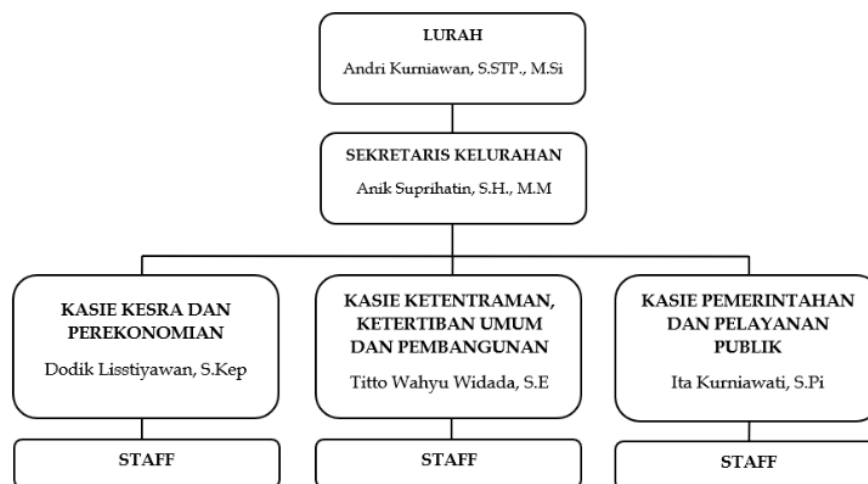 LURAH
Andri Kurniawan, S.STP., M.Si
SEKRETARIS KELURAHAN
Anik Suprihatin, S.H., M.M
KASIE KESRA DAN
PEREKONOMIAN
Dodik Lisstiyawan, S.Kep
KASIE KETENTRAMAN,
KETERTIBAN UMUM
DAN PEMBANGUNAN
Titto Wahyu Widada, S.E
KASIE PEMERINTAHAN
DAN PELAYANAN
PUBLIK
Ita Kurniawati, S.Pi
STAFF
STAFF
STAFF